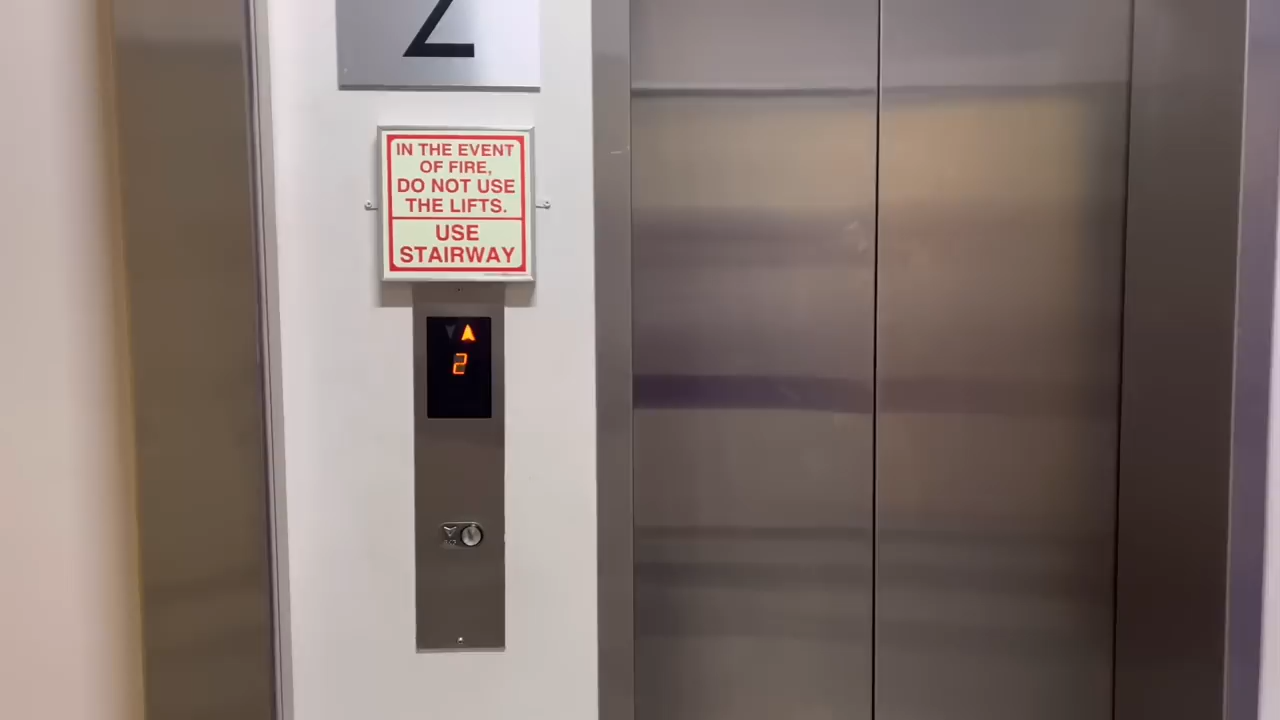 2
IN THE EVENT
OF FIRE,
DO NOT USE
THE LIFTS.
USE
STAIRWAY
2